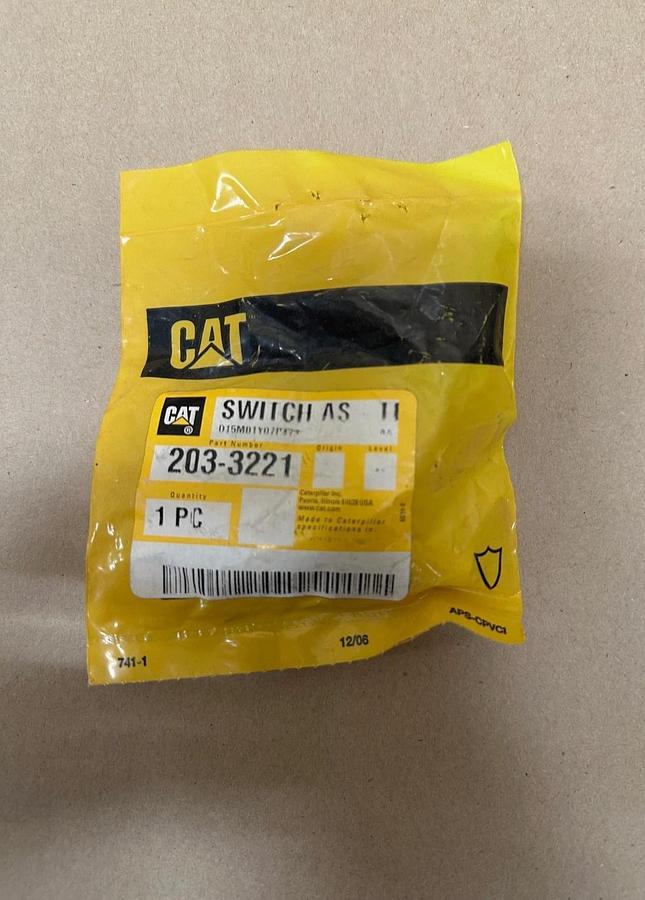 CAT
CAT ®
SWITCH AS
Part Number
Origin
Level
203-3221
Quantity
1 PC
Caterpillar Inc.
Peoria, Illinois 61629 USA
www.cat.com
Made to Caterpillar
specifications in:
APS-CPVCI
12/06
741-1